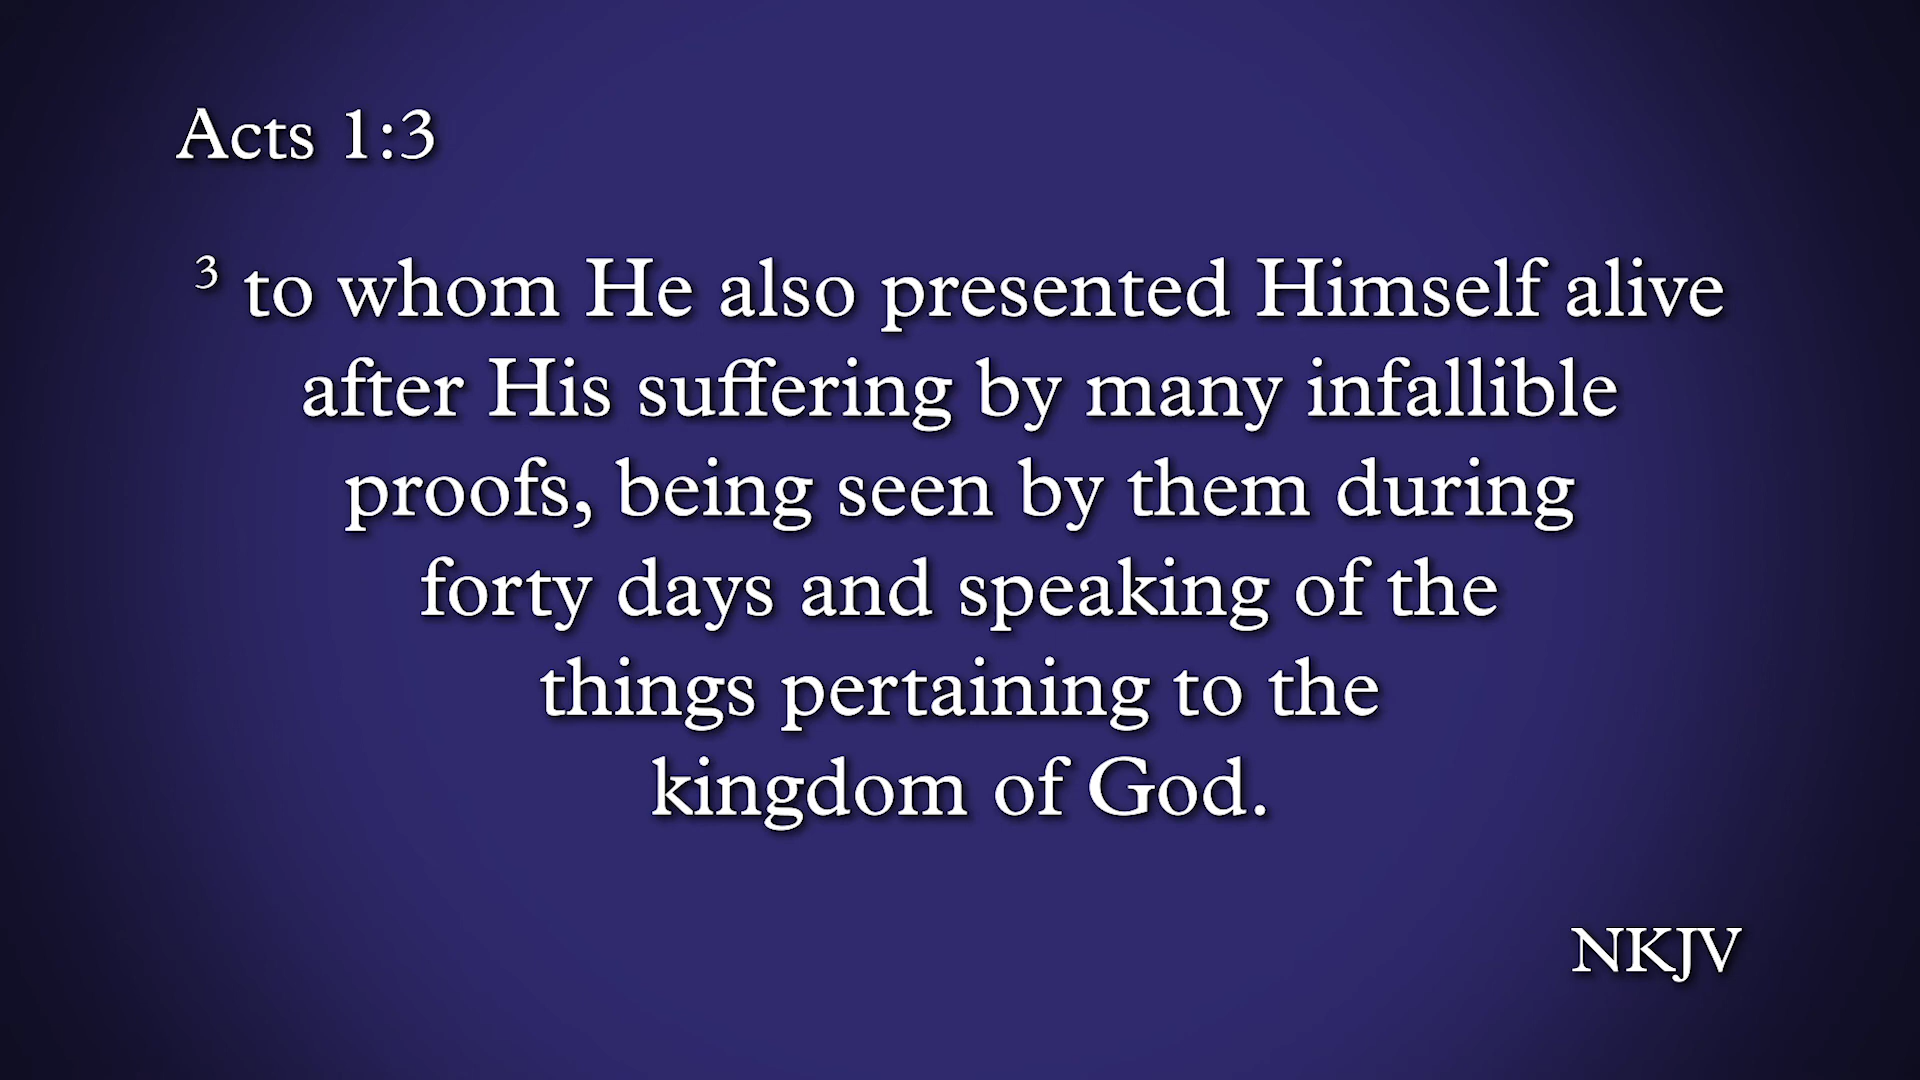 Acts 1:3
3 to whom He also presented Himself alive
after His suffering by many infallible
proofs, being seen by them during
forty days and speaking of the
things pertaining to the
kingdom of God.
NKJV